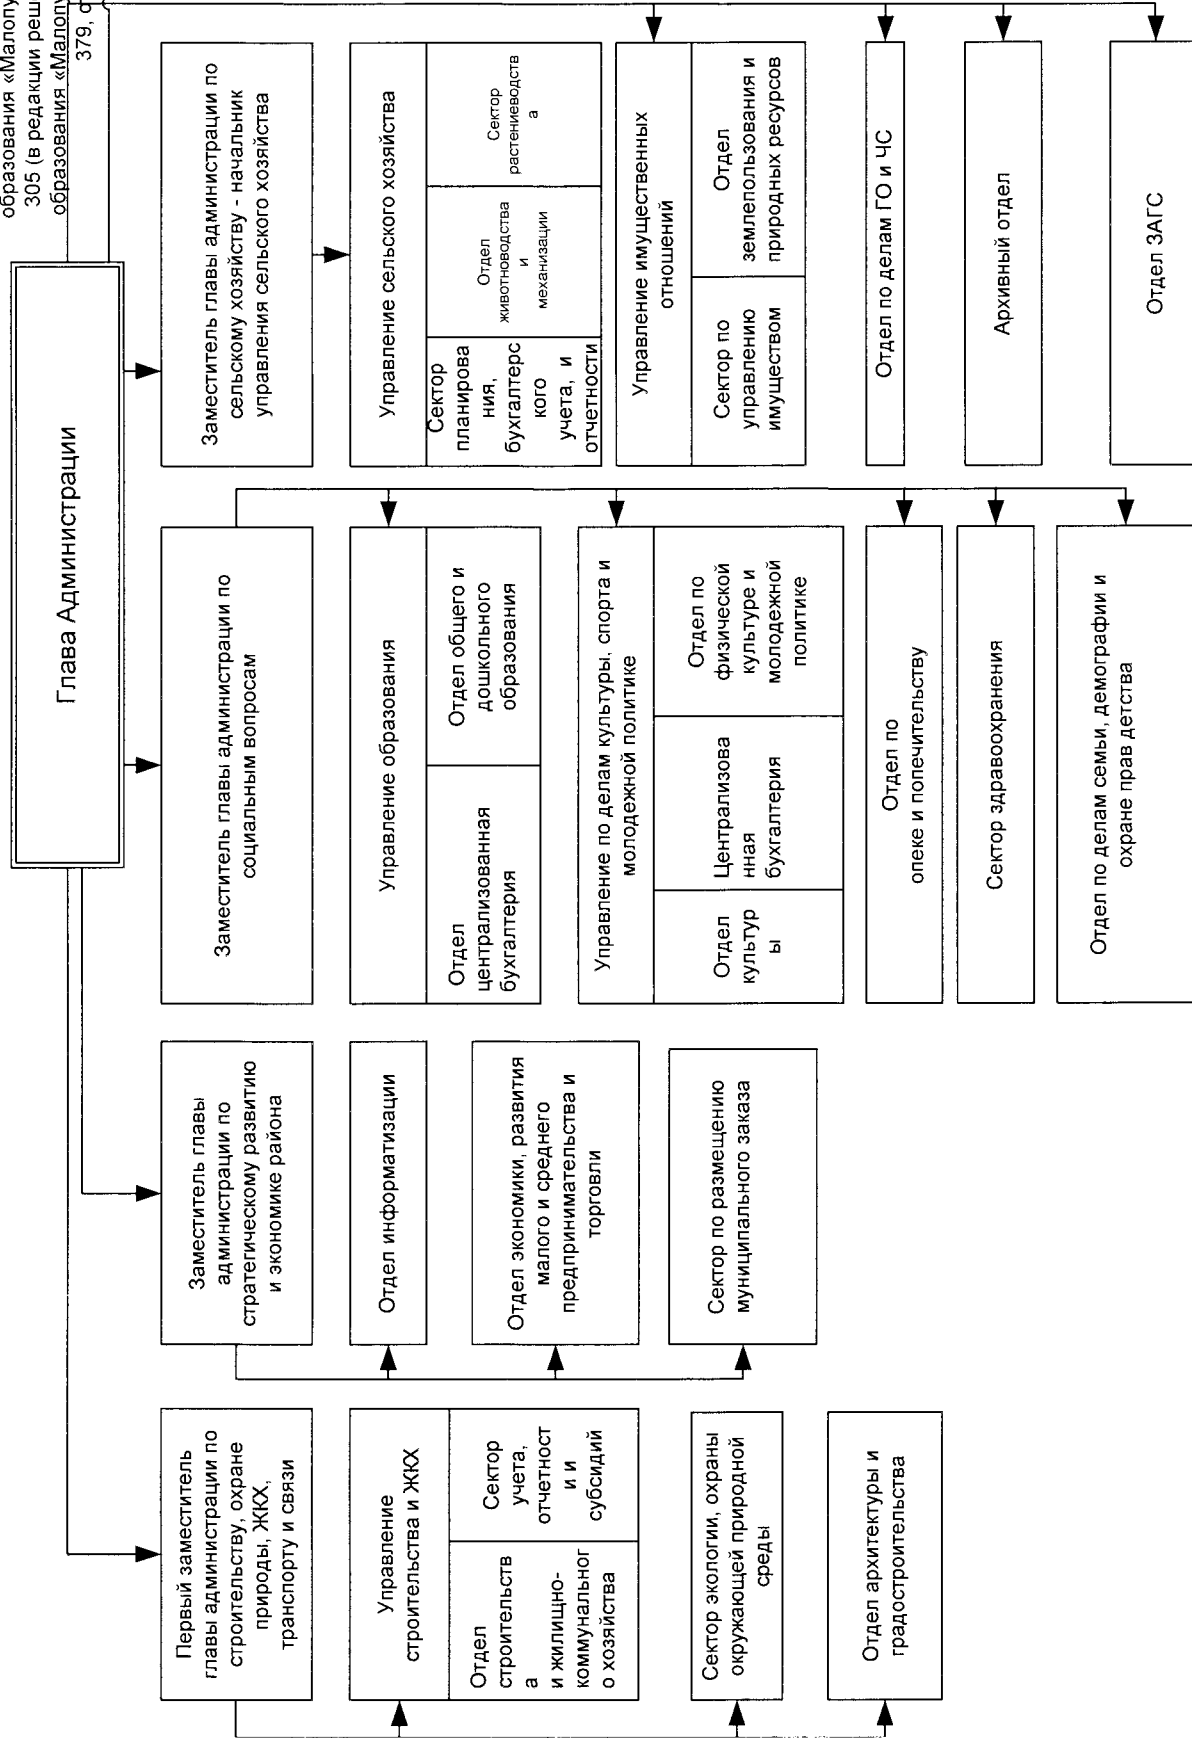 образования «Малопу
305 (в редакции реш
образования «Малопу
379, о
Глава Администрации
Первый заместитель
главы администрации по
строительству, охране
природы, ЖКХ,
транспорту и связи
Заместитель главы
администрации по
стратегическому развитию
и экономике района
Заместитель главы администрации по
социальным вопросам
Заместитель главы администрации по
сельскому хозяйству - начальник
управления сельского хозяйства
Управление
строительства и ЖКХ
Отдел
строительств
а
и жилищно-
коммунальног
о хозяйства
Сектор
учета,
отчетност
и и
субсидий
Сектор экологии, охраны
окружающей природной
среды
Отдел архитектуры и
градостроительства
Отдел информатизации
Отдел экономики, развития
малого и среднего
предпринимательства и
торговли
Сектор по размещению
муниципального заказа
Управление образования
Отдел
централизованная
бухгалтерия
Отдел общего и
дошкольного
образования
Управление по делам культуры, спорта и
молодежной политике
Отдел
культур
ы
Централизова
нная
бухгалтерия
Отдел по
физической
культуре и
молодежной
политике
Отдел по
опеке и попечительству
Сектор здравоохранения
Отдел по делам семьи, демографии и
охране прав детства
Управление сельского хозяйства
Сектор
планирова
ния,
бухгалтерс
кого
учета, и
отчетности
Отдел
животноводства
и
механизации
Сектор
растениеводств
а
Управление имущественных
отношений
Сектор по
управлению
имуществом
Отдел
землепользования и
природных ресурсов
Отдел по делам ГО и ЧС
Архивный отдел
Отдел ЗАГС